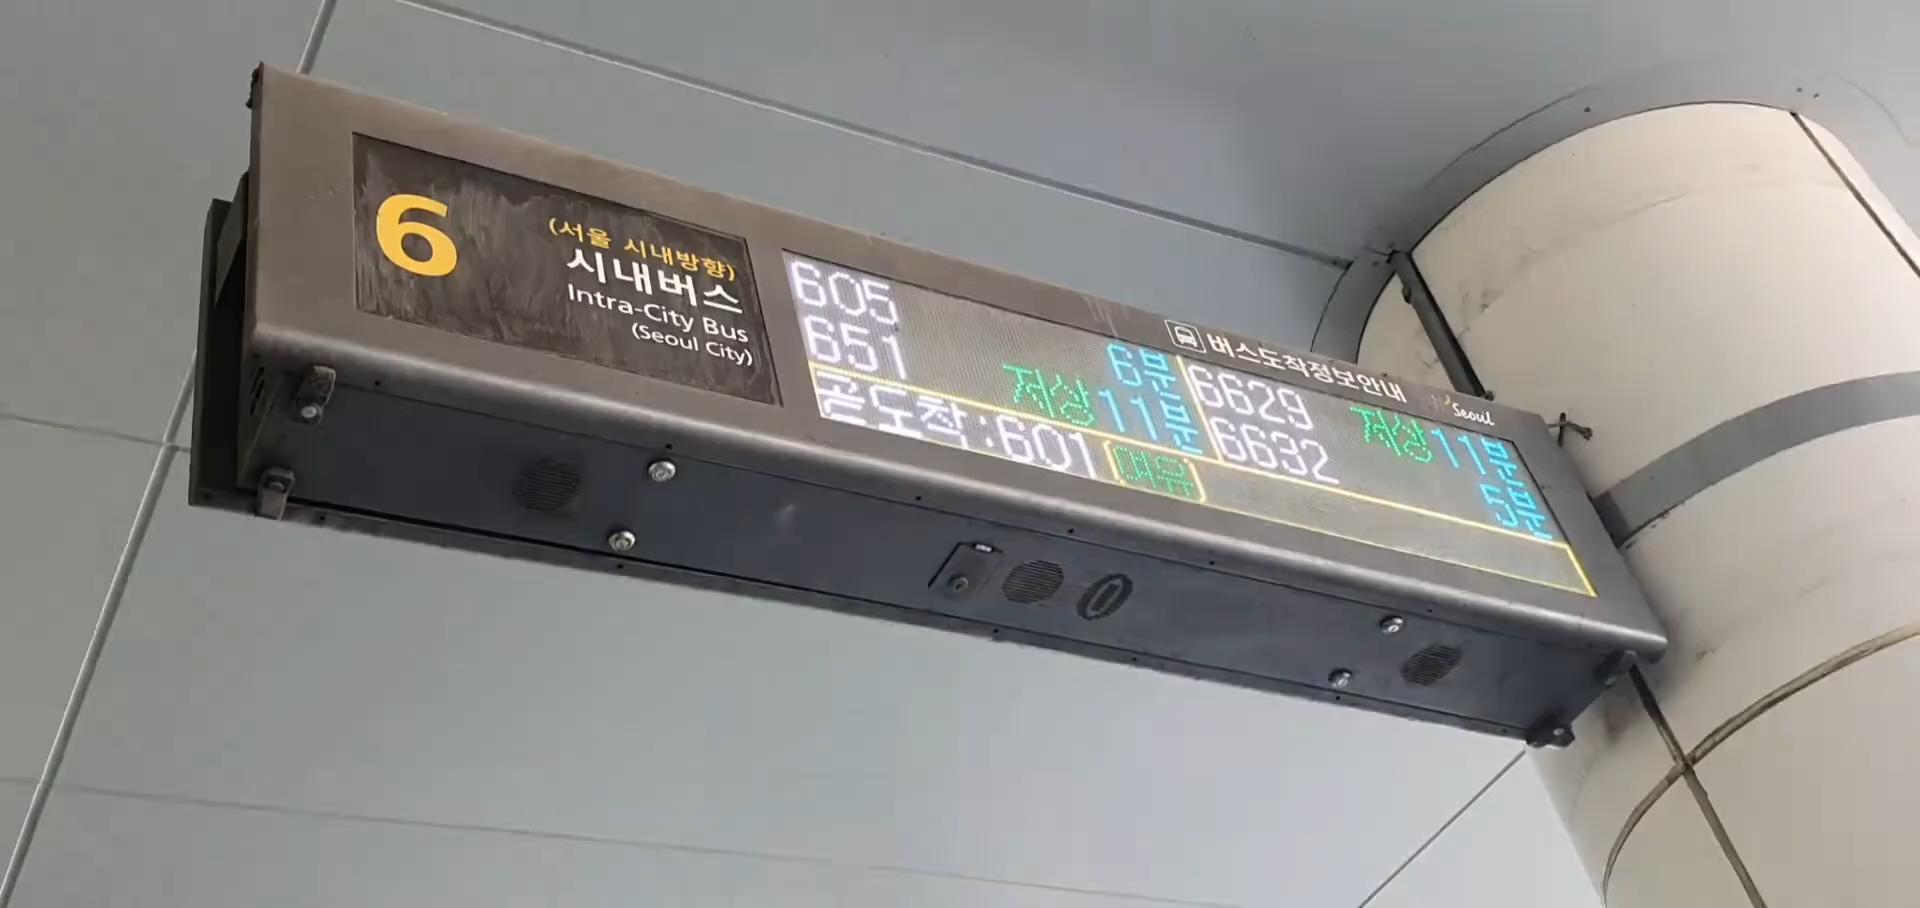 6
(서울 시내방향)
시내버스
Intra-City Bus
(Seoul City)
버스도착정보안내
Seoul
605 6분
651 저상 11분
6629 저상 11분
6632 5분
곧도착:601 여유